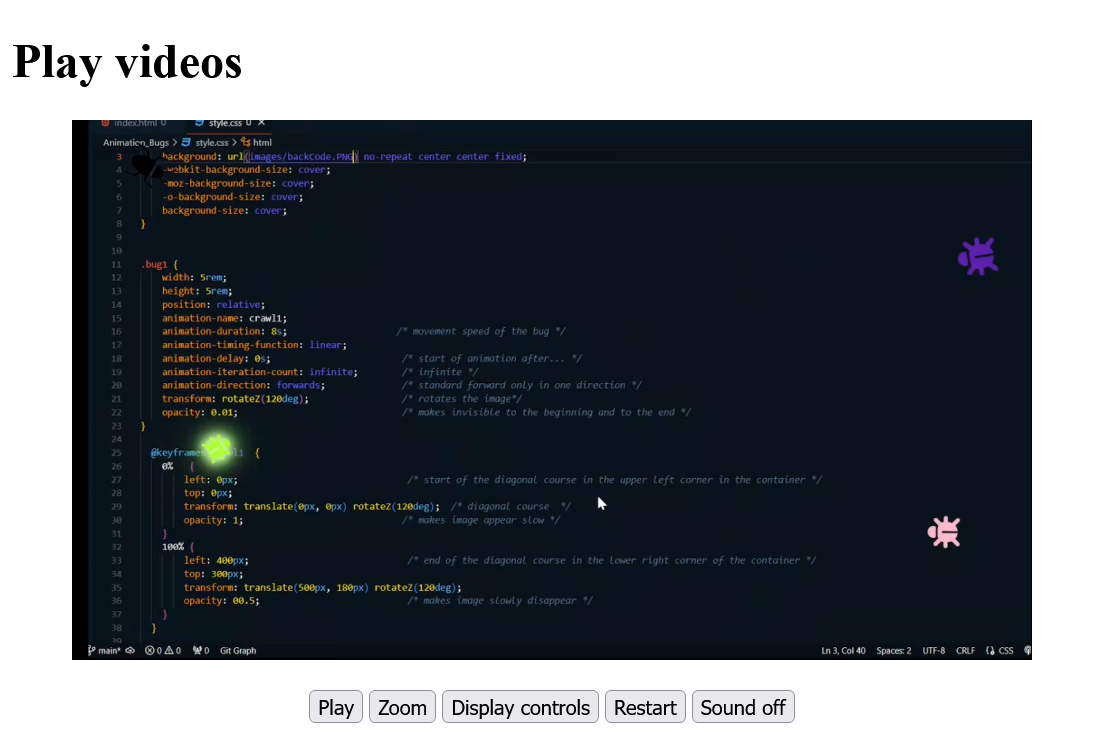 Play videos
index.html U style.css U ✕
Animation_Bugs > style.css > html
3 background: url(images/backCode.PNG) no-repeat center center fixed;
4 -webkit-background-size: cover;
5 -moz-background-size: cover;
6 -o-background-size: cover;
7 background-size: cover;
8 }
9
10
11 .bug1 {
12 width: 5rem;
13 height: 5rem;
14 position: relative;
15 animation-name: crawl1;
16 animation-duration: 8s; /* movement speed of the bug */
17 animation-timing-function: linear;
18 animation-delay: 0s; /* start of animation after... */
19 animation-iteration-count: infinite; /* infinite */
20 animation-direction: forwards; /* standard forward only in one direction */
21 transform: rotateZ(120deg); /* rotates the image*/
22 opacity: 0.01; /* makes invisible to the beginning and to the end */
23 }
24
25 @keyframes {
26 0% {
27 left: 0px; /* start of the diagonal course in the upper left corner in the container */
28 top: 0px;
29 transform: translate(0px, 0px) rotateZ(120deg); /* diagonal course */
30 opacity: 1; /* makes image appear slow */
31 }
32 100% {
33 left: 400px; /* end of the diagonal course in the lower right corner of the container */
34 top: 300px;
35 transform: translate(500px, 180px) rotateZ(120deg);
36 opacity: 00.5; /* makes image slowly disappear */
37 }
38 }
39
main* 0 0 0 Git Graph Ln 3, Col 40 Spaces: 2 UTF-8 CRLF CSS
Play Zoom Display controls Restart Sound off